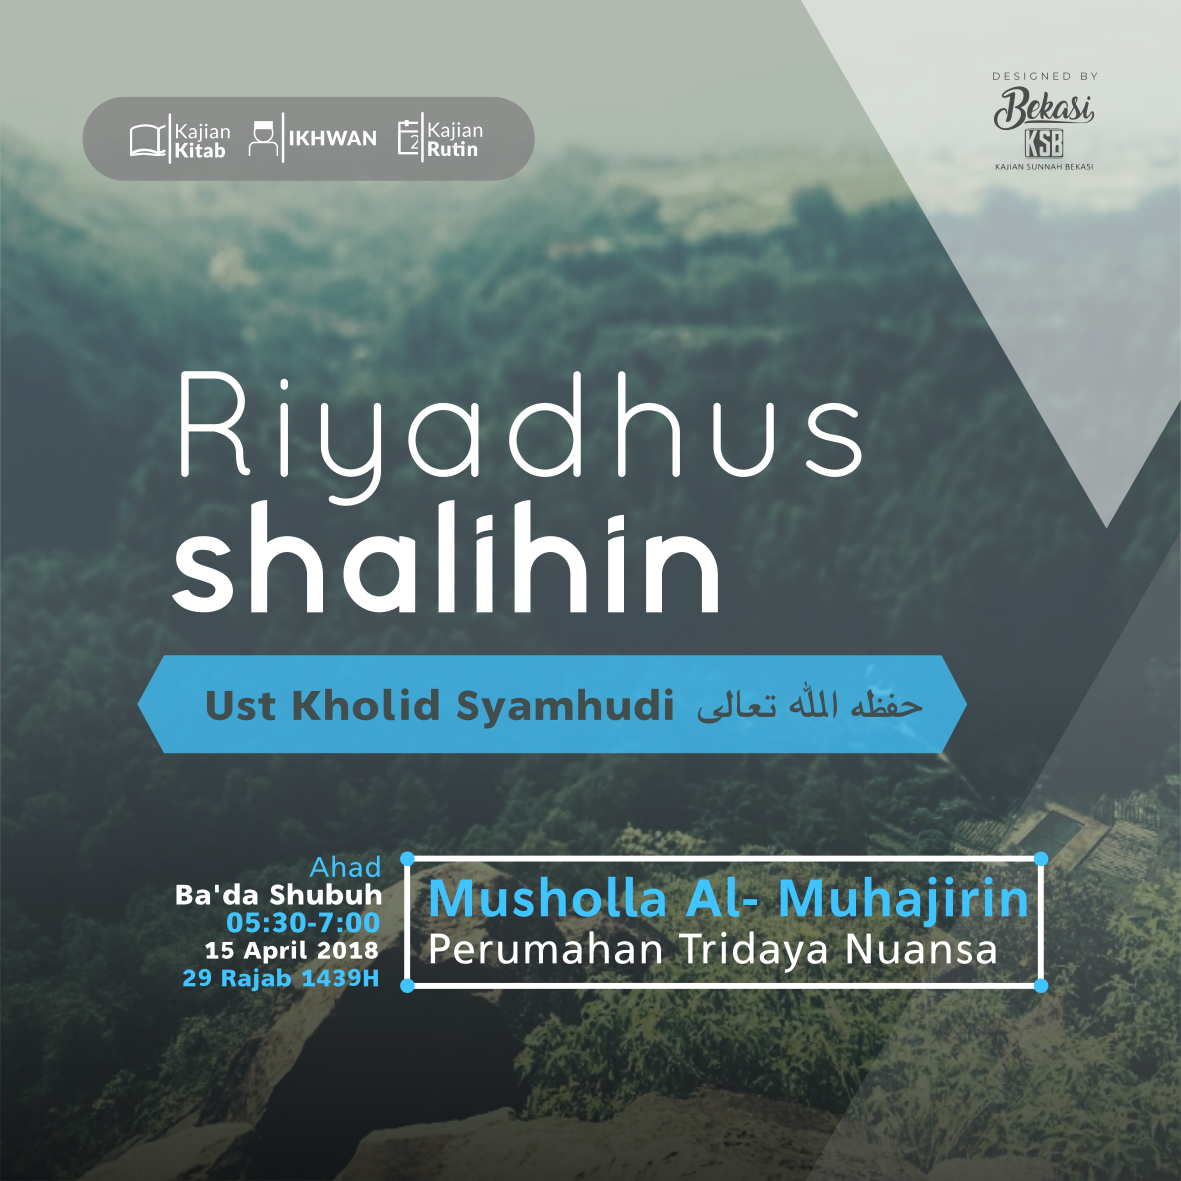 DESIGNED BY
Bekasi
KSB
KAJIAN SUNNAH BEKASI
Kajian
Kitab
IKHWAN
2
Kajian
Rutin
Riyadhus
shalihin
Ust Kholid Syamhudi حفظه الله تعالى
Ahad
Ba'da Shubuh
05:30-7:00
15 April 2018
29 Rajab 1439H
Musholla Al- Muhajirin
Perumahan Tridaya Nuansa